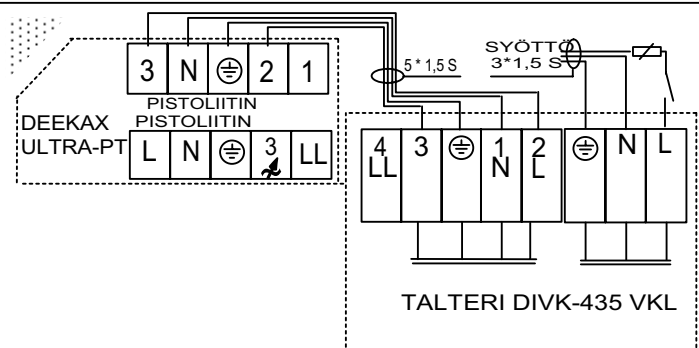 3 N 2 1
PISTOLIITIN
PISTOLIITIN
DEEKAX
ULTRA-PT
L N 3 LL
5 * 1,5 S
SYÖTTÖ
3*1,5 S
4 3 1 2 N L
LL N L
TALTERI DIVK-435 VKL